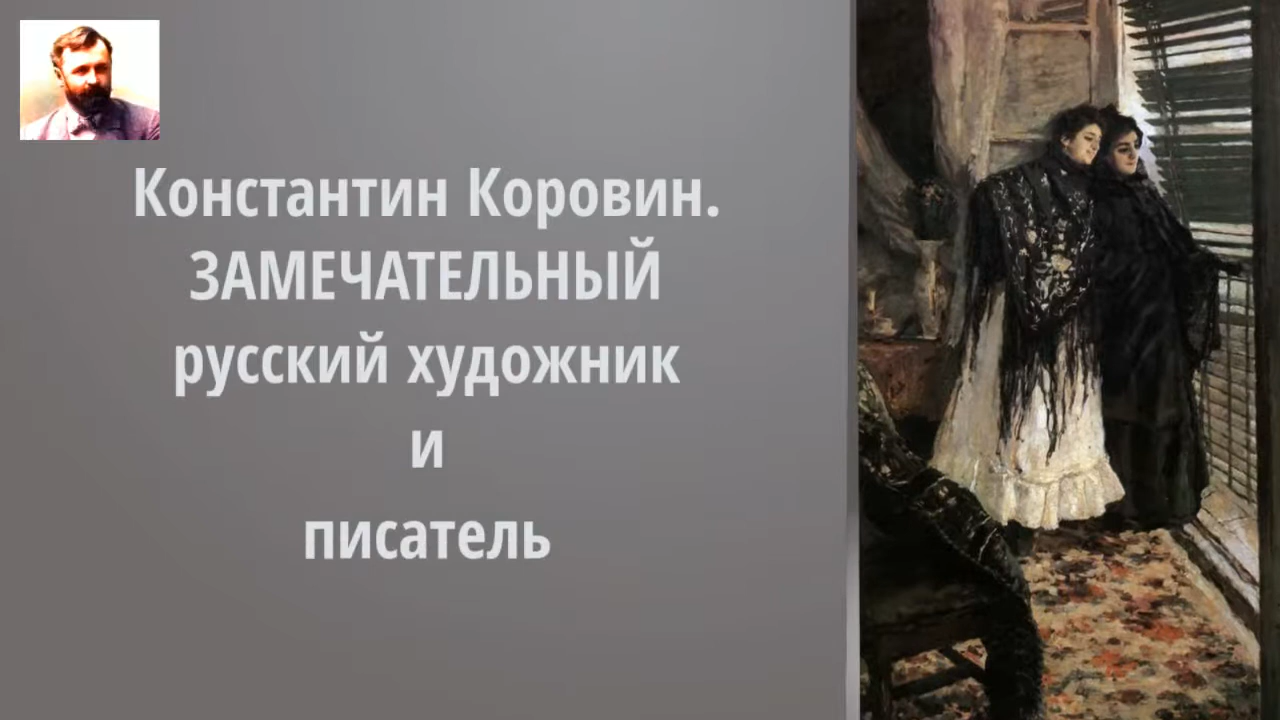 Константин Коровин.
ЗАМЕЧАТЕЛЬНЫЙ
русский художник
и
писатель